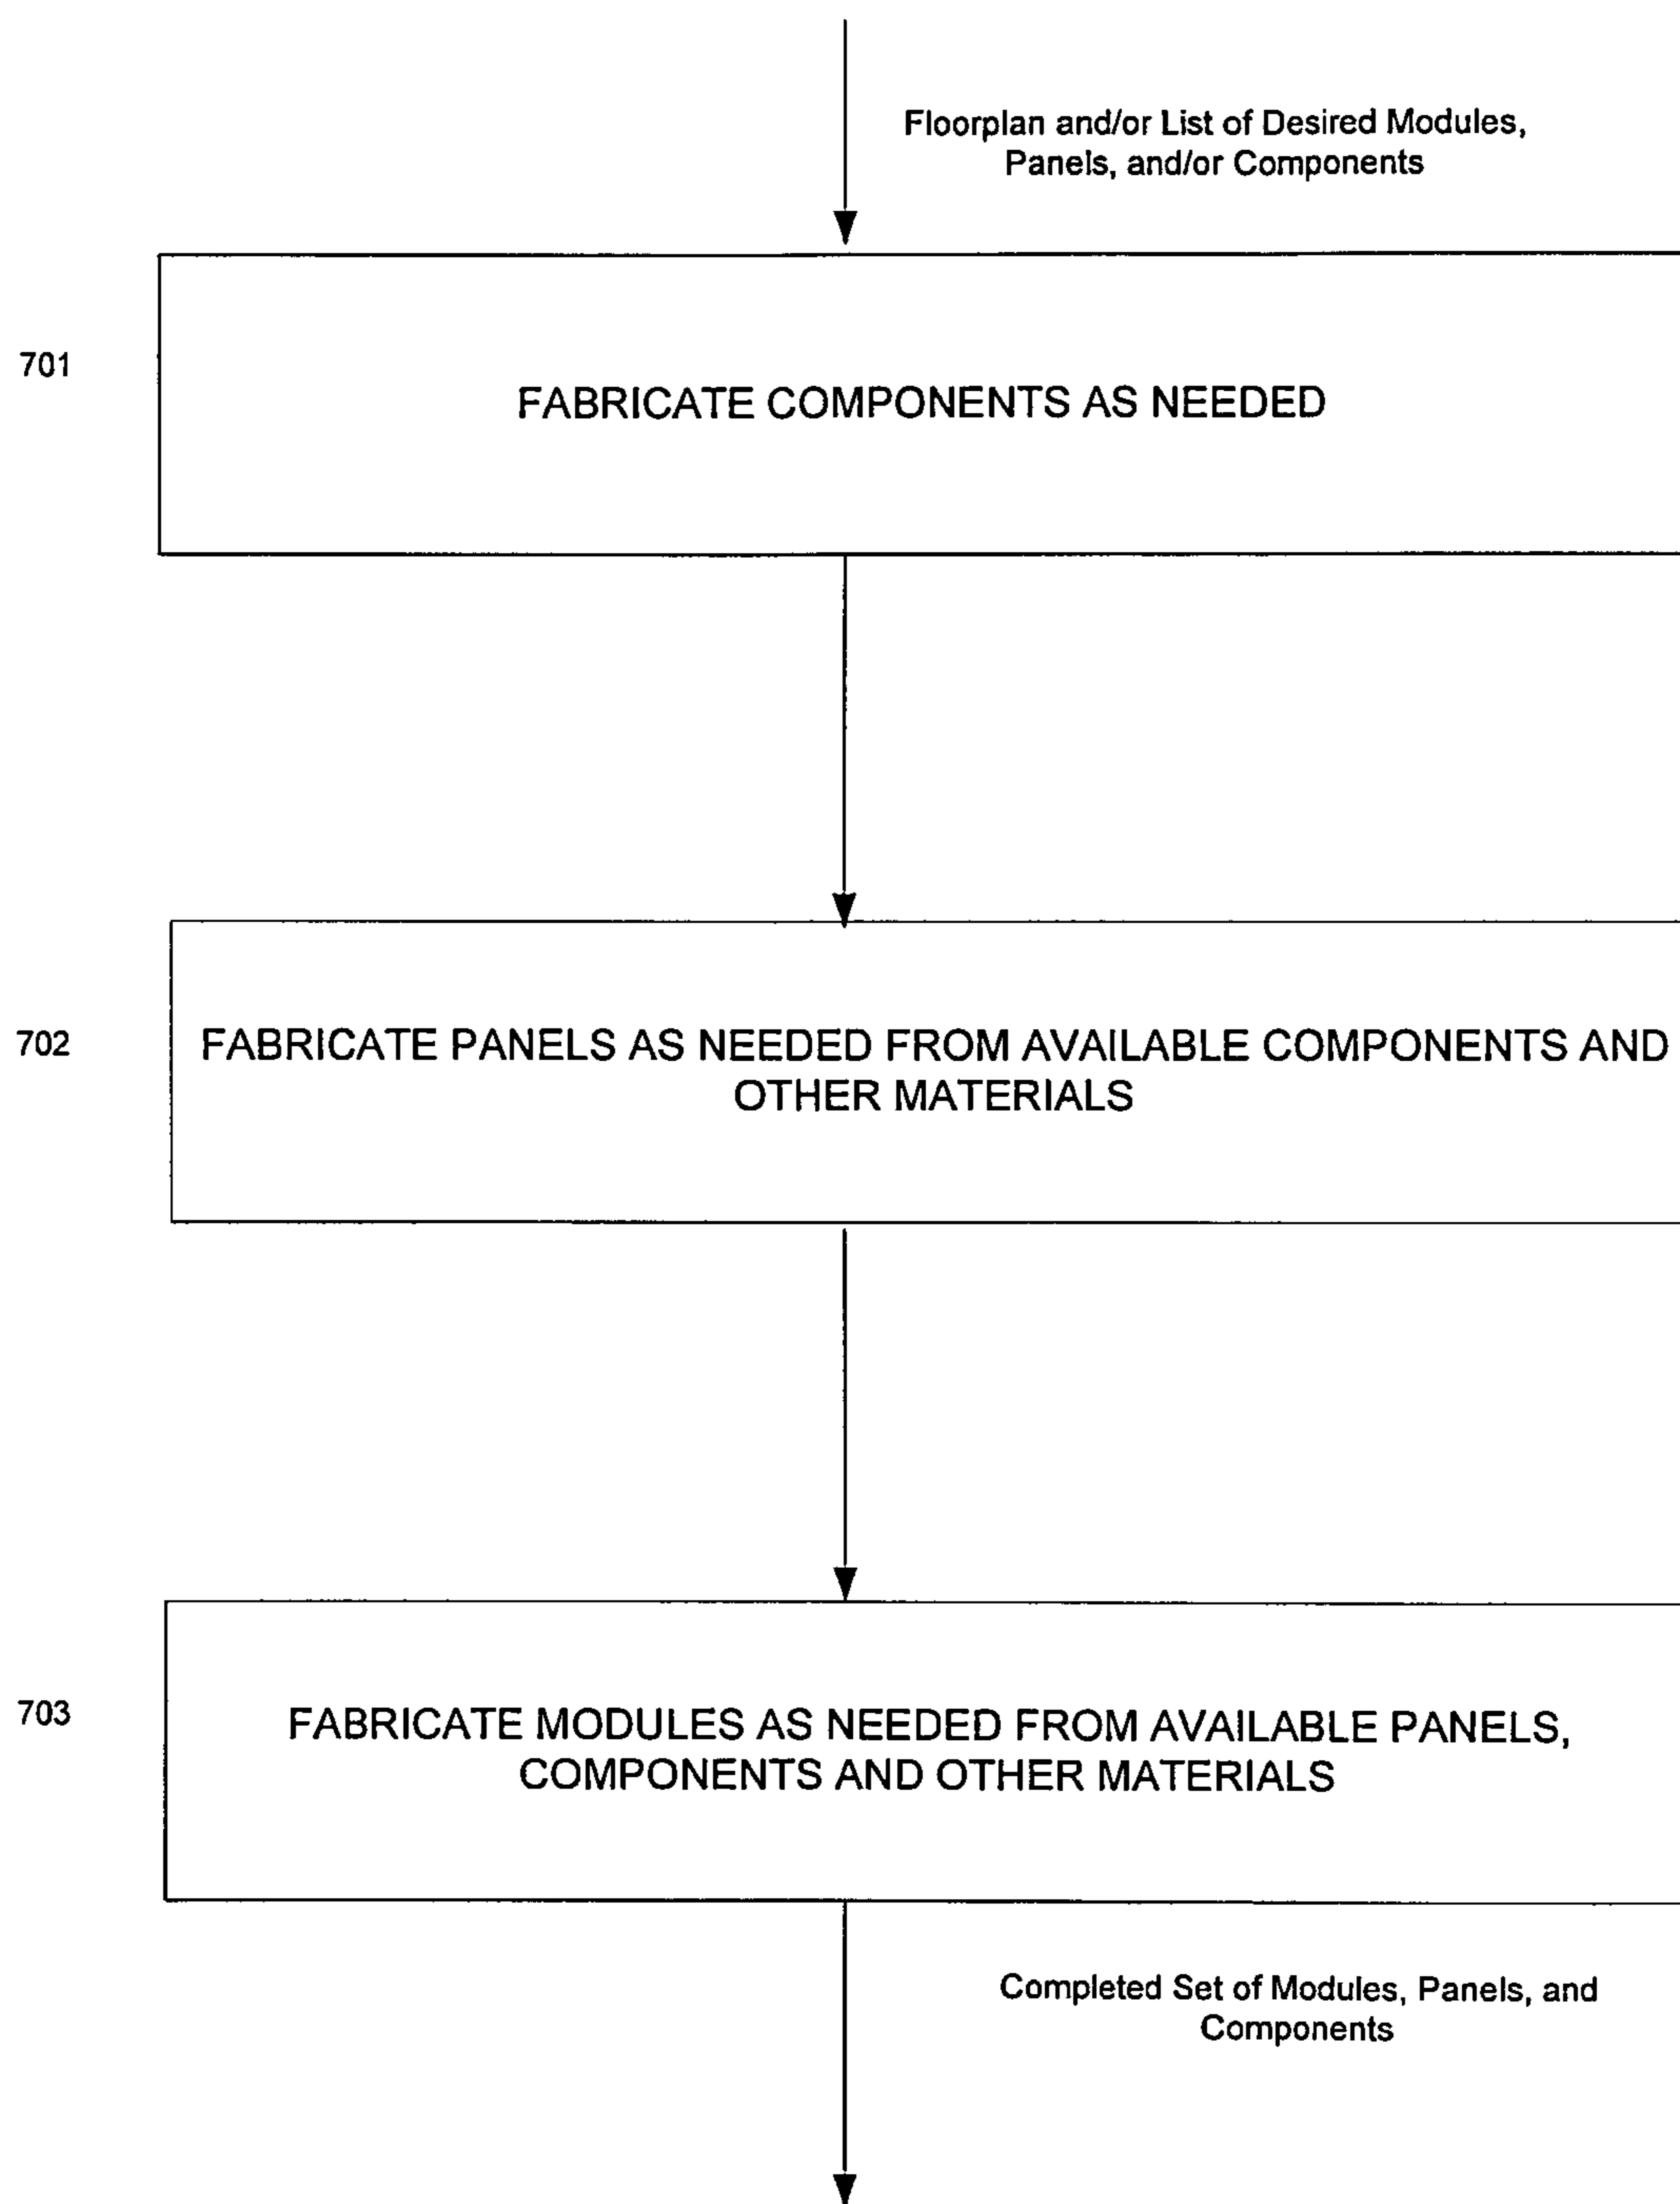 Floorplan and/or List of Desired Modules,
Panels, and/or Components
701
FABRICATE COMPONENTS AS NEEDED
702
FABRICATE PANELS AS NEEDED FROM AVAILABLE COMPONENTS AND
OTHER MATERIALS
703
FABRICATE MODULES AS NEEDED FROM AVAILABLE PANELS,
COMPONENTS AND OTHER MATERIALS
Completed Set of Modules, Panels, and
Components